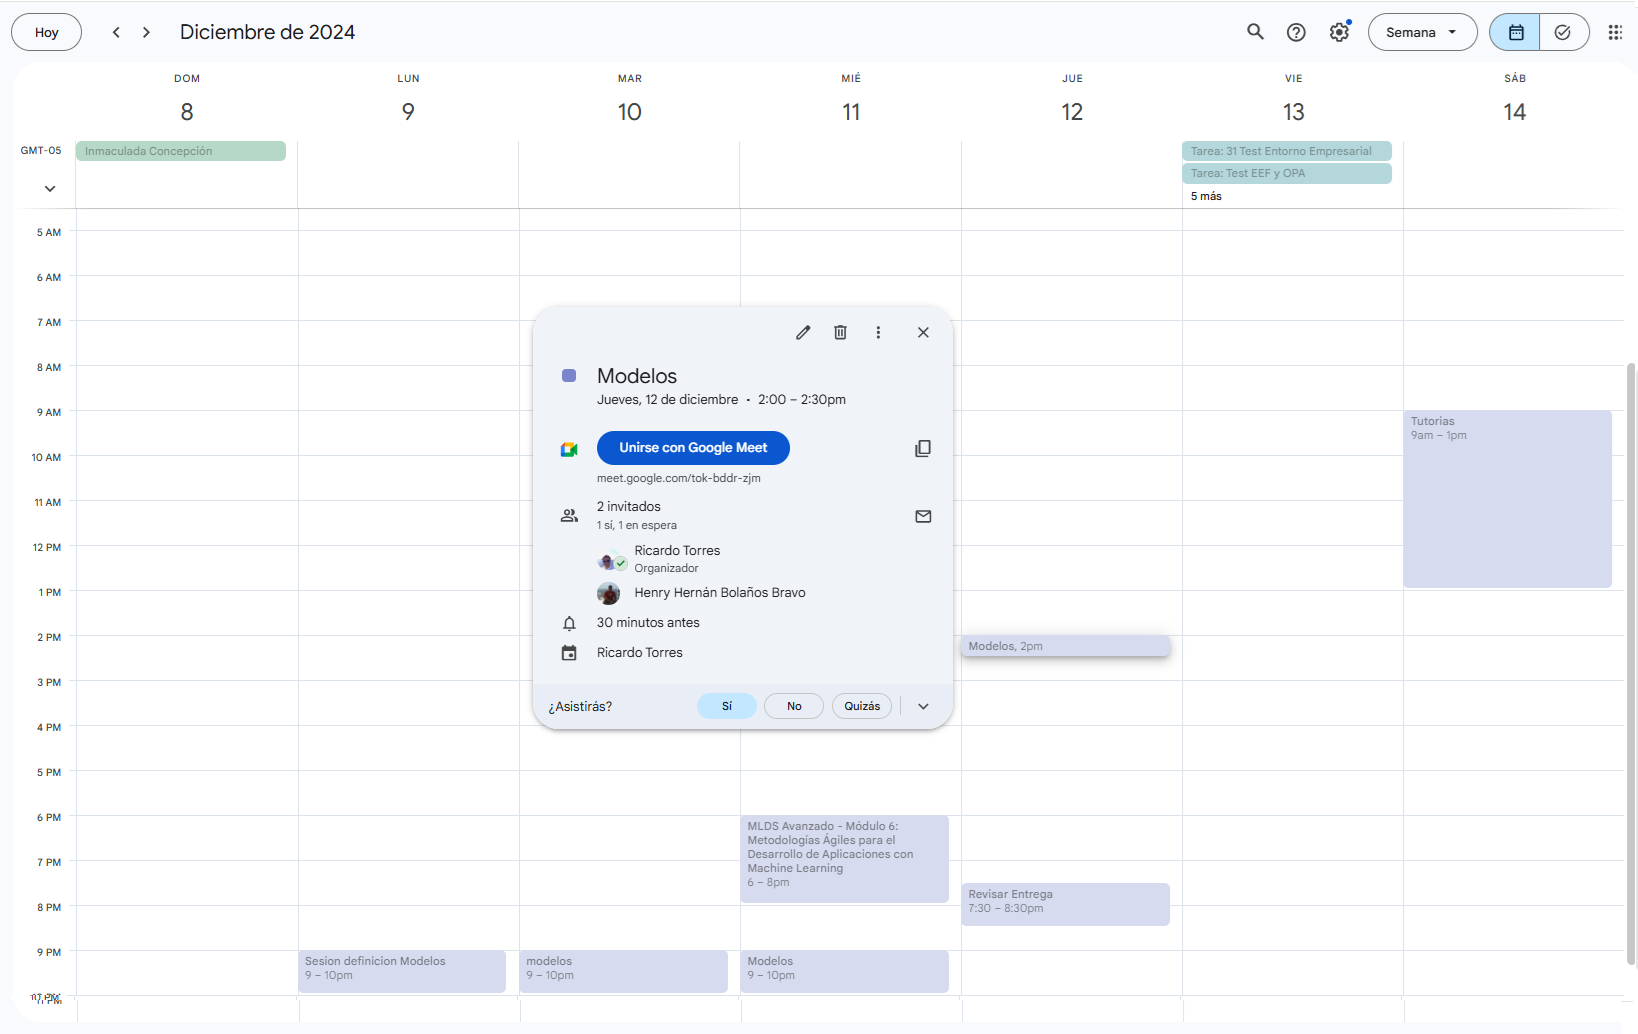 Hoy
Diciembre de 2024
Semana
DOM
LUN
MAR
MIÉ
JUE
VIE
SÁB
8
9
10
11
12
13
14
GMT-05
Inmaculada Concepción
Tarea: 31 Test Entorno Empresarial
Tarea: Test EEF y OPA
5 más
5 AM
6 AM
7 AM
8 AM
9 AM
10 AM
11 AM
12 PM
1 PM
2 PM
3 PM
4 PM
5 PM
6 PM
7 PM
8 PM
9 PM
Modelos
Jueves, 12 de diciembre • 2:00 – 2:30pm
Unirse con Google Meet
meet.google.com/tok-bddr-zjm
2 invitados
1 sí, 1 en espera
Ricardo Torres
Organizador
Henry Hernán Bolaños Bravo
30 minutos antes
Ricardo Torres
¿Asistirás?
Sí
No
Quizás
Tutorias
9am – 1pm
Modelos, 2pm
MLDS Avanzado - Módulo 6:
Metodologías Ágiles para el
Desarrollo de Aplicaciones con
Machine Learning
6 – 8pm
Revisar Entrega
7:30 – 8:30pm
Sesion definicion Modelos
9 – 10pm
modelos
9 – 10pm
Modelos
9 – 10pm